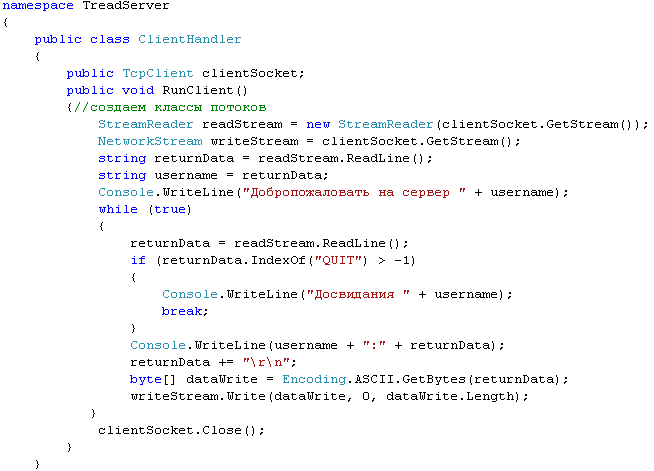 namespace TreadServer
{
    public class ClientHandler
    {
        public TcpClient clientSocket;
        public void RunClient()
        {//создаем классы потоков
            StreamReader readStream = new StreamReader(clientSocket.GetStream());
            NetworkStream writeStream = clientSocket.GetStream();
            string returnData = readStream.ReadLine();
            string username = returnData;
            Console.WriteLine("Добропожаловать на сервер " + username);
            while (true)
            {
                returnData = readStream.ReadLine();
                if (returnData.IndexOf("QUIT") > -1)
                {
                    Console.WriteLine("Досвидания " + username);
                    break;
                }
                Console.WriteLine(username + ":" + returnData);
                returnData += "\r\n";
                byte[] dataWrite = Encoding.ASCII.GetBytes(returnData);
                writeStream.Write(dataWrite, 0, dataWrite.Length);
           }
            clientSocket.Close();
        }
    }